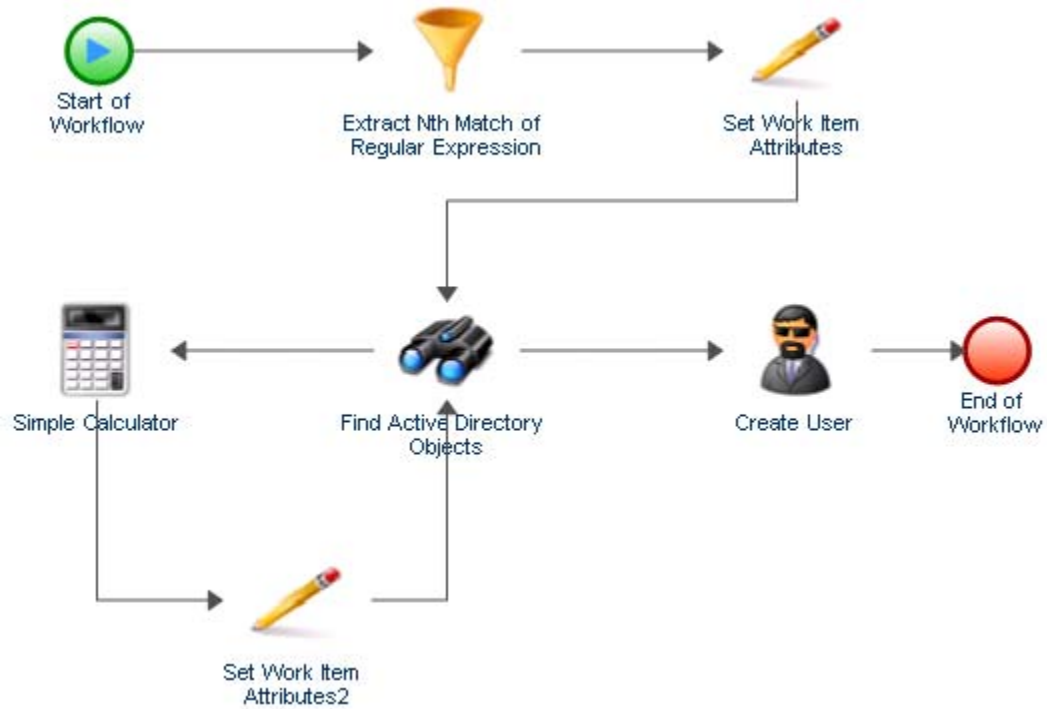 Start of
Workflow
Extract Nth Match of
Regular Expression
Set Work Item
Attributes
Simple Calculator
Find Active Directory
Objects
Create User
End of
Workflow
Set Work Item
Attributes2